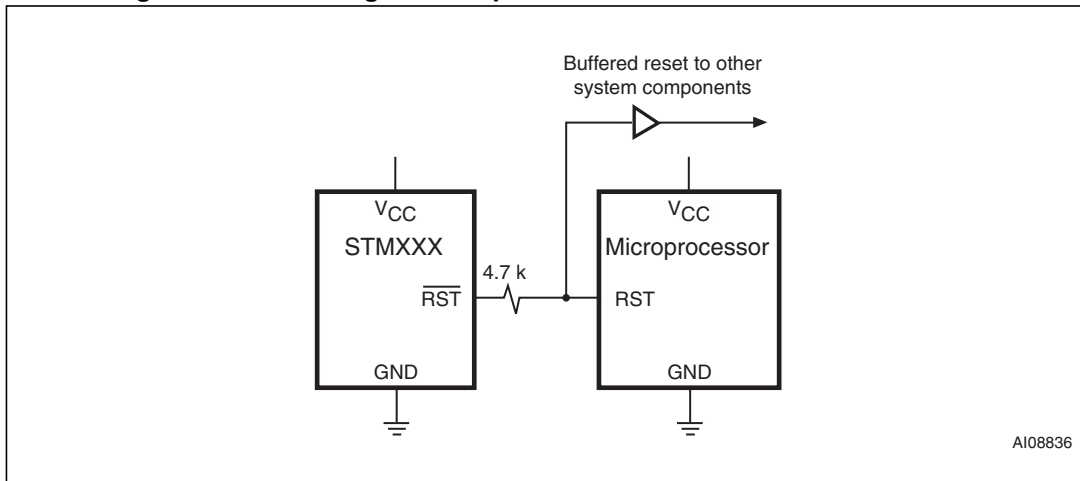 Buffered reset to other
system components
VCC
STMXXX
RST
GND
4.7 k
VCC
Microprocessor
RST
GND
AI08836